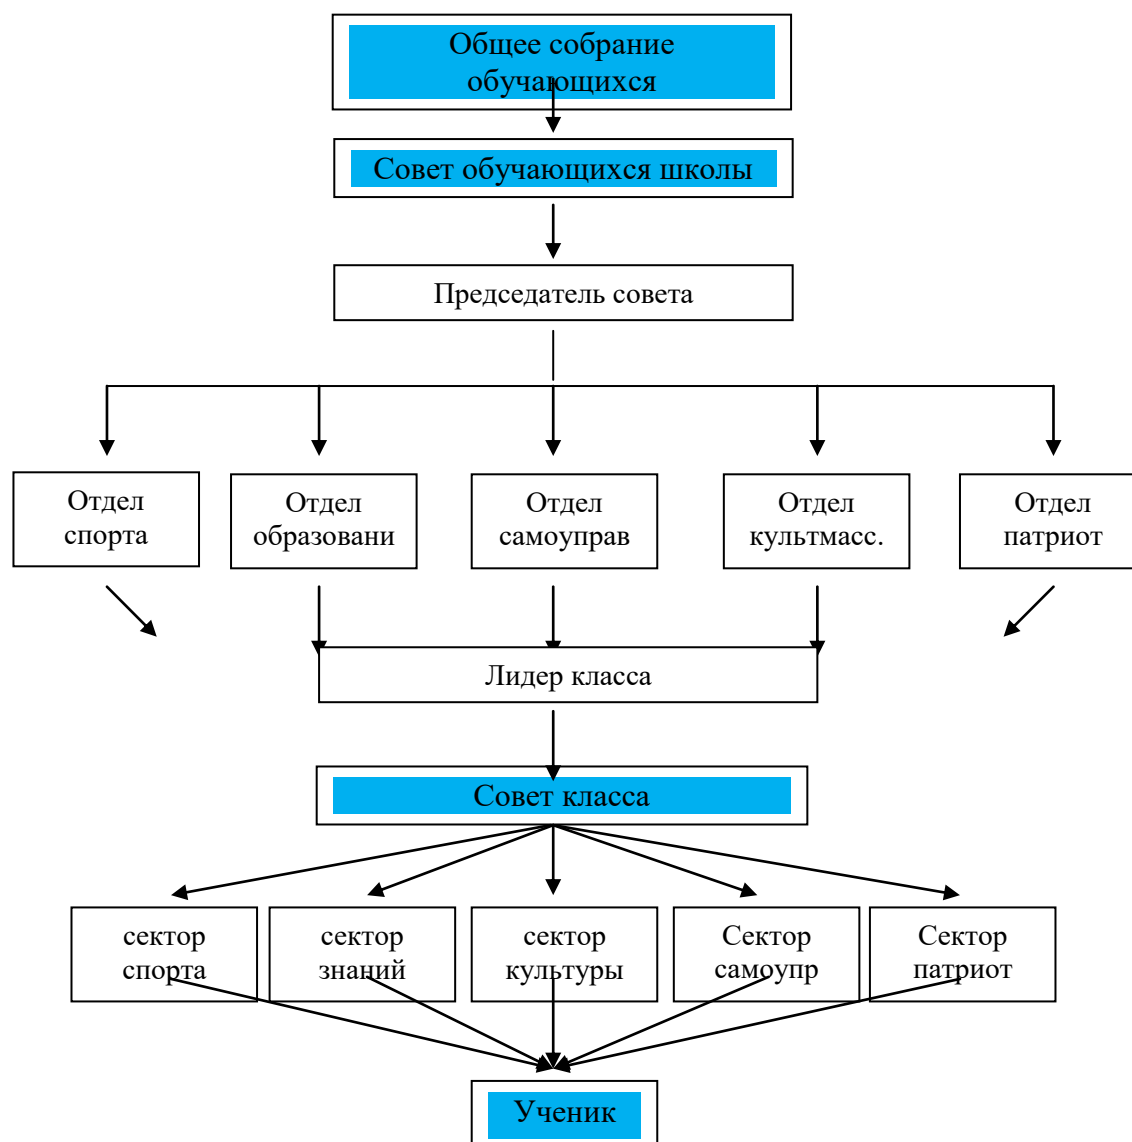 Общее собрание
обучающихся
Совет обучающихся школы
Председатель совета
Отдел
спорта
Отдел
образовани
Отдел
самоуправ
Отдел
культмасс.
Отдел
патриот
Лидер класса
Совет класса
сектор
спорта
сектор
знаний
сектор
культуры
Сектор
самоупр
Сектор
патриот
Ученик